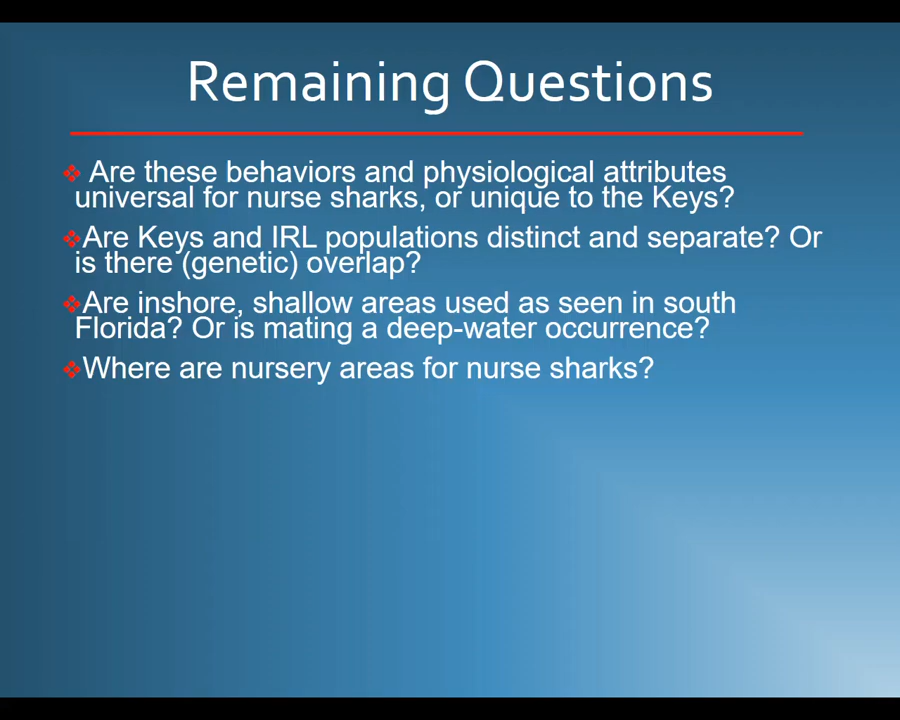 Remaining Questions
Are these behaviors and physiological attributes
universal for nurse sharks, or unique to the Keys?
Are Keys and IRL populations distinct and separate? Or
is there (genetic) overlap?
Are inshore, shallow areas used as seen in south
Florida? Or is mating a deep-water occurrence?
Where are nursery areas for nurse sharks?